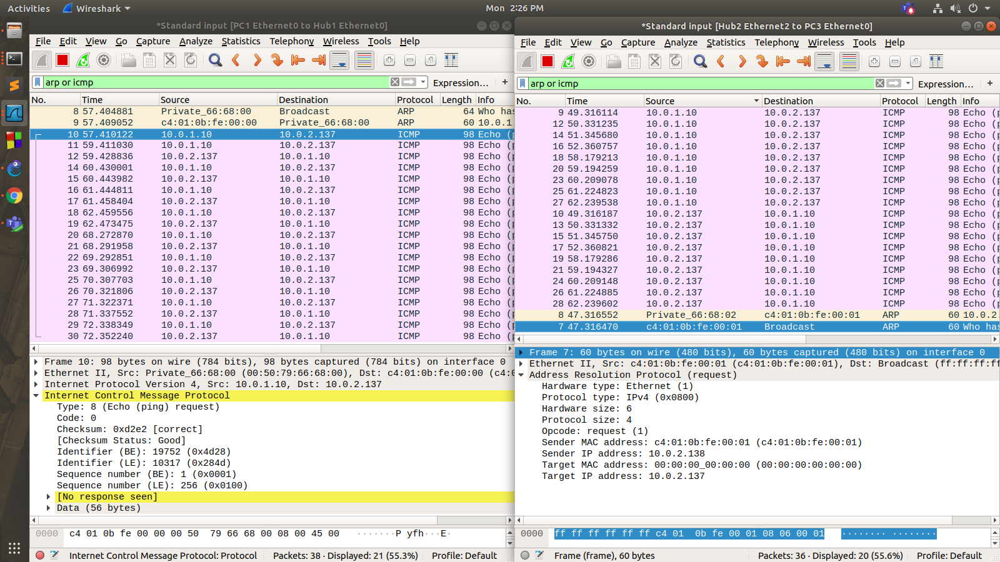 Activities Wireshark Mon 2:26 PM
*Standard input [PC1 Ethernet0 to Hub1 Ethernet0]
File Edit View Go Capture Analyze Statistics Telephony Wireless Tools Help
arp or icmp Expression… +
No. Time Source Destination Protocol Length Info
8 57.404881 Private_66:68:00 Broadcast ARP 64 Who has
9 57.409052 c4:01:0b:fe:00:00 Private_66:68:00 ARP 60 10.0.1
10 57.410122 10.0.1.10 10.0.2.137 ICMP 98 Echo (p
11 59.411030 10.0.1.10 10.0.2.137 ICMP 98 Echo (p
12 59.428836 10.0.2.137 10.0.1.10 ICMP 98 Echo (p
14 60.430001 10.0.1.10 10.0.2.137 ICMP 98 Echo (p
15 60.443982 10.0.2.137 10.0.1.10 ICMP 98 Echo (p
16 61.444811 10.0.1.10 10.0.2.137 ICMP 98 Echo (p
17 61.458404 10.0.2.137 10.0.1.10 ICMP 98 Echo (p
18 62.459556 10.0.1.10 10.0.2.137 ICMP 98 Echo (p
19 62.473475 10.0.2.137 10.0.1.10 ICMP 98 Echo (p
20 68.272870 10.0.1.10 10.0.2.137 ICMP 98 Echo (p
21 68.291958 10.0.2.137 10.0.1.10 ICMP 98 Echo (p
22 69.292851 10.0.1.10 10.0.2.137 ICMP 98 Echo (p
23 69.306992 10.0.2.137 10.0.1.10 ICMP 98 Echo (p
25 70.307703 10.0.1.10 10.0.2.137 ICMP 98 Echo (p
26 70.321806 10.0.2.137 10.0.1.10 ICMP 98 Echo (p
27 71.322371 10.0.1.10 10.0.2.137 ICMP 98 Echo (p
28 71.337552 10.0.2.137 10.0.1.10 ICMP 98 Echo (p
29 72.338349 10.0.1.10 10.0.2.137 ICMP 98 Echo (p
30 72.352240 10.0.2.137 10.0.1.10 ICMP 98 Echo (p
Frame 10: 98 bytes on wire (784 bits), 98 bytes captured (784 bits) on interface 0
Ethernet II, Src: Private_66:68:00 (00:50:79:66:68:00), Dst: c4:01:0b:fe:00:00 (c4:0
Internet Protocol Version 4, Src: 10.0.1.10, Dst: 10.0.2.137
Internet Control Message Protocol
Type: 8 (Echo (ping) request)
Code: 0
Checksum: 0xd2e2 [correct]
[Checksum Status: Good]
Identifier (BE): 19752 (0x4d28)
Identifier (LE): 10317 (0x284d)
Sequence number (BE): 1 (0x0001)
Sequence number (LE): 256 (0x0100)
[No response seen]
Data (56 bytes)
0000 c4 01 0b fe 00 00 00 50 79 66 68 00 08 00 45 00 ·······P yfh···E·
Internet Control Message Protocol: Protocol Packets: 38 · Displayed: 21 (55.3%) Profile: Default
*Standard input [Hub2 Ethernet2 to PC3 Ethernet0]
File Edit View Go Capture Analyze Statistics Telephony Wireless Tools Help
arp or icmp Expression… +
No. Time Source Destination Protocol Length Info
9 49.316114 10.0.1.10 10.0.2.137 ICMP 98 Echo (p
12 50.331235 10.0.1.10 10.0.2.137 ICMP 98 Echo (p
14 51.345680 10.0.1.10 10.0.2.137 ICMP 98 Echo (p
16 52.360757 10.0.1.10 10.0.2.137 ICMP 98 Echo (p
18 58.179213 10.0.1.10 10.0.2.137 ICMP 98 Echo (p
20 59.194259 10.0.1.10 10.0.2.137 ICMP 98 Echo (p
23 60.209078 10.0.1.10 10.0.2.137 ICMP 98 Echo (p
25 61.224823 10.0.1.10 10.0.2.137 ICMP 98 Echo (p
27 62.239538 10.0.1.10 10.0.2.137 ICMP 98 Echo (p
10 49.316187 10.0.2.137 10.0.1.10 ICMP 98 Echo (p
13 50.331332 10.0.2.137 10.0.1.10 ICMP 98 Echo (p
15 51.345750 10.0.2.137 10.0.1.10 ICMP 98 Echo (p
17 52.360821 10.0.2.137 10.0.1.10 ICMP 98 Echo (p
19 58.179286 10.0.2.137 10.0.1.10 ICMP 98 Echo (p
21 59.194327 10.0.2.137 10.0.1.10 ICMP 98 Echo (p
24 60.209148 10.0.2.137 10.0.1.10 ICMP 98 Echo (p
26 61.224885 10.0.2.137 10.0.1.10 ICMP 98 Echo (p
28 62.239602 10.0.2.137 10.0.1.10 ICMP 98 Echo (p
8 47.316552 Private_66:68:02 c4:01:0b:fe:00:01 ARP 60 10.0.2
7 47.316470 c4:01:0b:fe:00:01 Broadcast ARP 60 Who has
Frame 7: 60 bytes on wire (480 bits), 60 bytes captured (480 bits) on interface 0
Ethernet II, Src: c4:01:0b:fe:00:01 (c4:01:0b:fe:00:01), Dst: Broadcast (ff:ff:ff:ff
Address Resolution Protocol (request)
Hardware type: Ethernet (1)
Protocol type: IPv4 (0x0800)
Hardware size: 6
Protocol size: 4
Opcode: request (1)
Sender MAC address: c4:01:0b:fe:00:01 (c4:01:0b:fe:00:01)
Sender IP address: 10.0.2.138
Target MAC address: 00:00:00_00:00:00 (00:00:00:00:00:00)
Target IP address: 10.0.2.137
0000 ff ff ff ff ff ff c4 01 0b fe 00 01 08 06 00 01 ········ ········
Frame (frame), 60 bytes Packets: 36 · Displayed: 20 (55.6%) Profile: Default